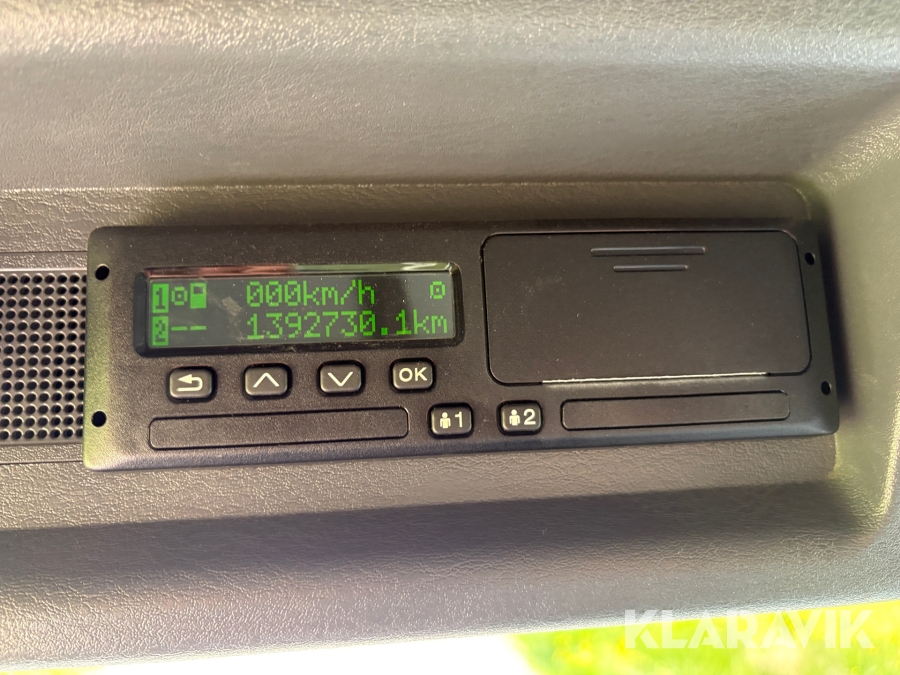 1 000km/h
2 -- 1392730.1km
OK
1 2
KLARAVIK